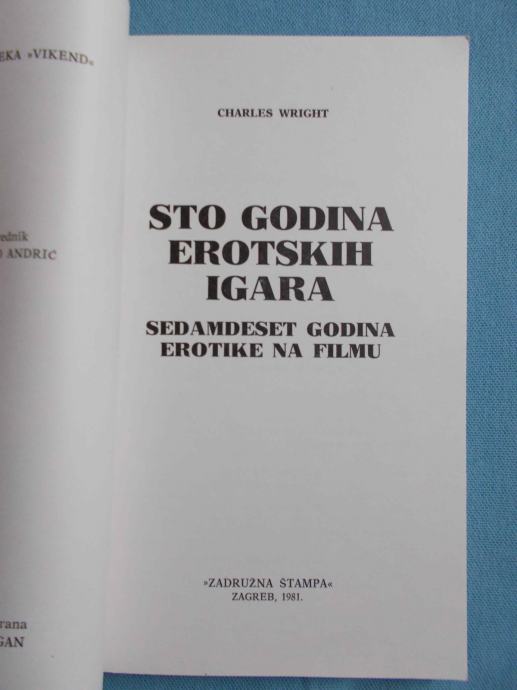 EKA »VIKEND«
ednik
ANDRIĆ
rana
GAN
CHARLES WRIGHT
STO GODINA
EROTSKIH
IGARA
SEDAMDESET GODINA
EROTIKE NA FILMU
»ZADRUŽNA ŠTAMPA«
ZAGREB, 1981.